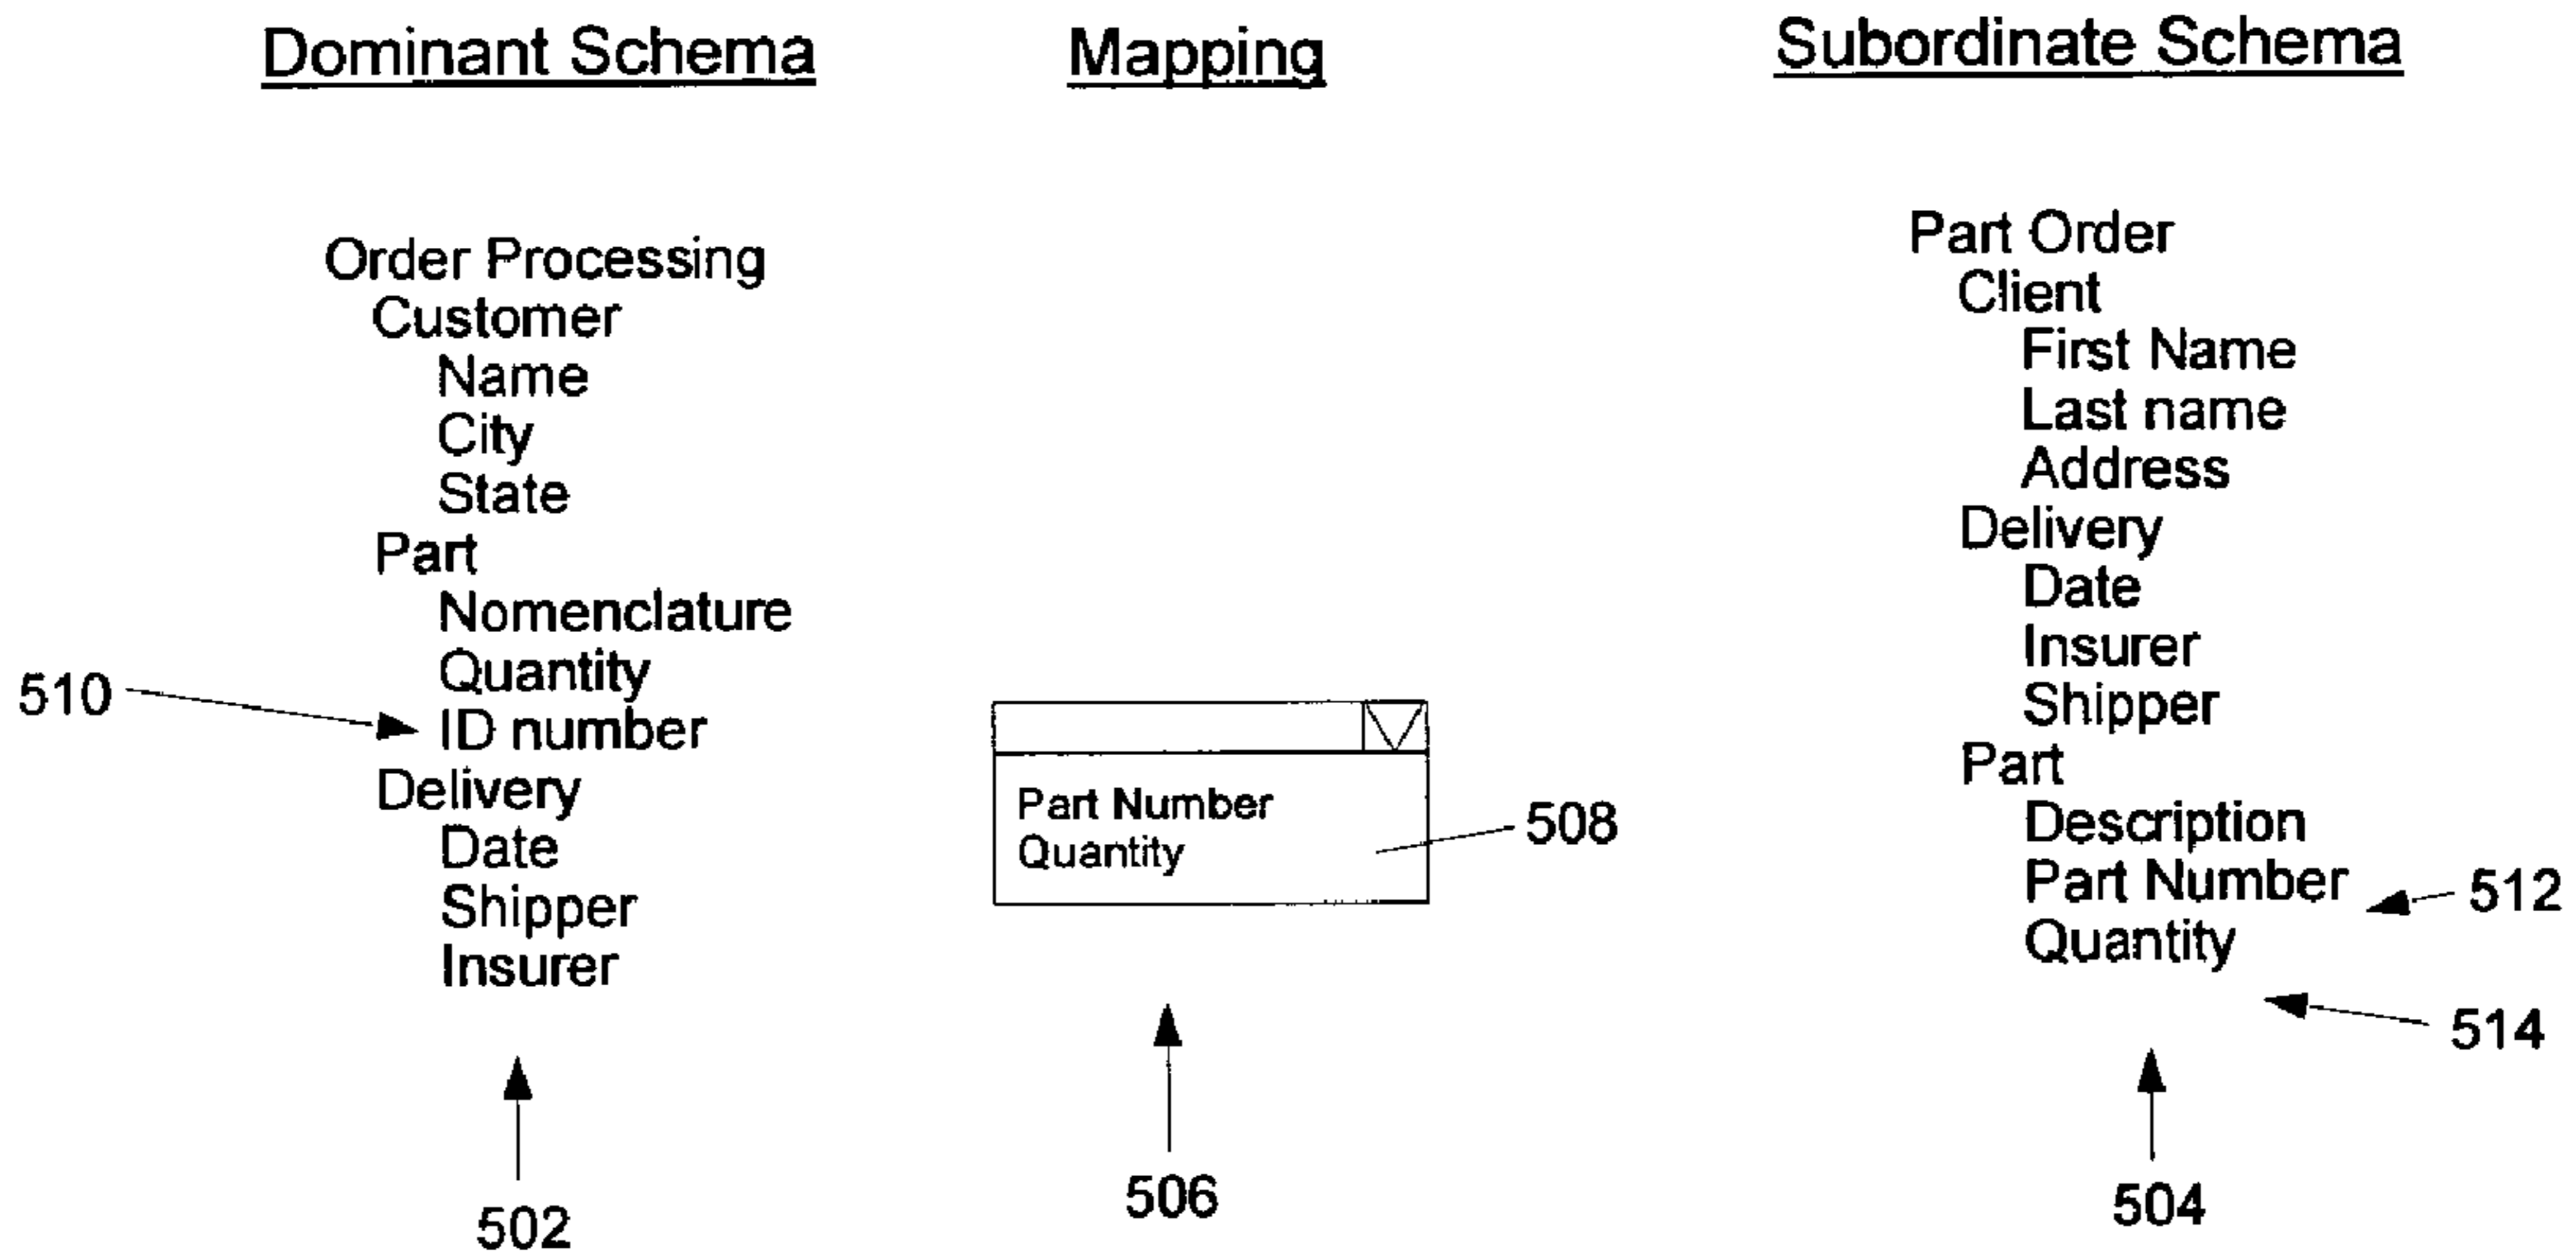 Dominant Schema
Mapping
Subordinate Schema
Order Processing
Customer
Name
City
State
Part
Nomenclature
Quantity
ID number
Delivery
Date
Shipper
Insurer
510
502
Part Number
Quantity
508
506
Part Order
Client
First Name
Last name
Address
Delivery
Date
Insurer
Shipper
Part
Description
Part Number
Quantity
512
514
504